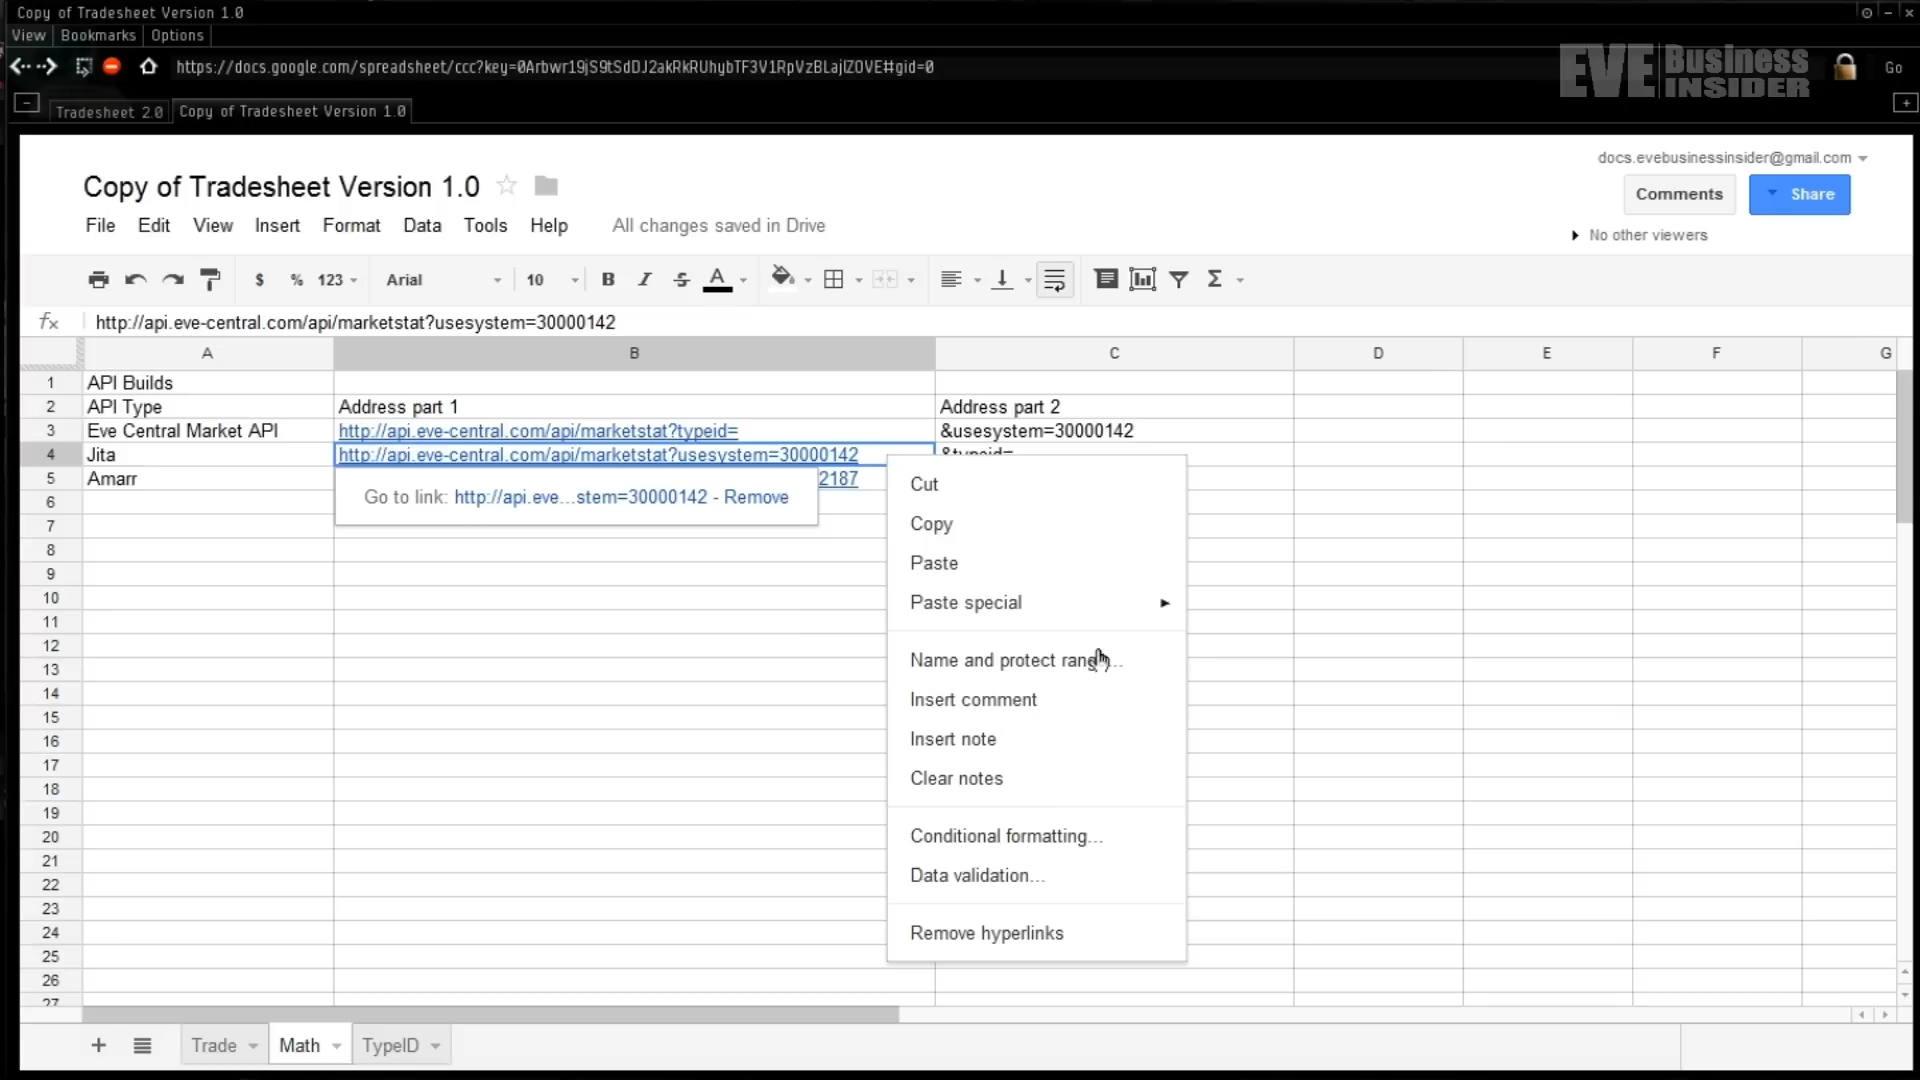 Copy of Tradesheet Version 1.0
View Bookmarks Options
https://docs.google.com/spreadsheet/ccc?key=0Arbwr19jS9tSdDJ2akRkRUhybTF3V1RpVzBLajlZOVE#gid=0
Go
EVE Business INSIDER
Tradesheet 2.0 Copy of Tradesheet Version 1.0
docs.evebusinessinsider@gmail.com
Copy of Tradesheet Version 1.0
Comments Share
File Edit View Insert Format Data Tools Help All changes saved in Drive
No other viewers
$ % 123 Arial 10 B I S A Σ
fx http://api.eve-central.com/api/marketstat?usesystem=30000142
A B C D E F G
1 API Builds
2 API Type Address part 1 Address part 2
3 Eve Central Market API http://api.eve-central.com/api/marketstat?typeid= &usesystem=30000142
4 Jita http://api.eve-central.com/api/marketstat?usesystem=30000142 &typeid=
5 Amarr 2187
Go to link: http://api.eve...stem=30000142 - Remove
6
7
8
9
10
11
12
13
14
15
16
17
18
19
20
21
22
23
24
25
26
27
Cut
Copy
Paste
Paste special
Name and protect range...
Insert comment
Insert note
Clear notes
Conditional formatting...
Data validation...
Remove hyperlinks
+ Trade Math TypeID